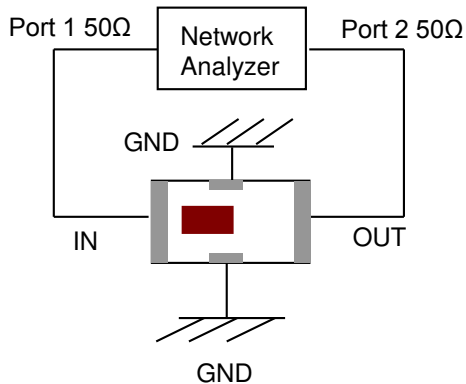 Port 1 50Ω
Network
Analyzer
Port 2 50Ω
GND
IN
OUT
GND